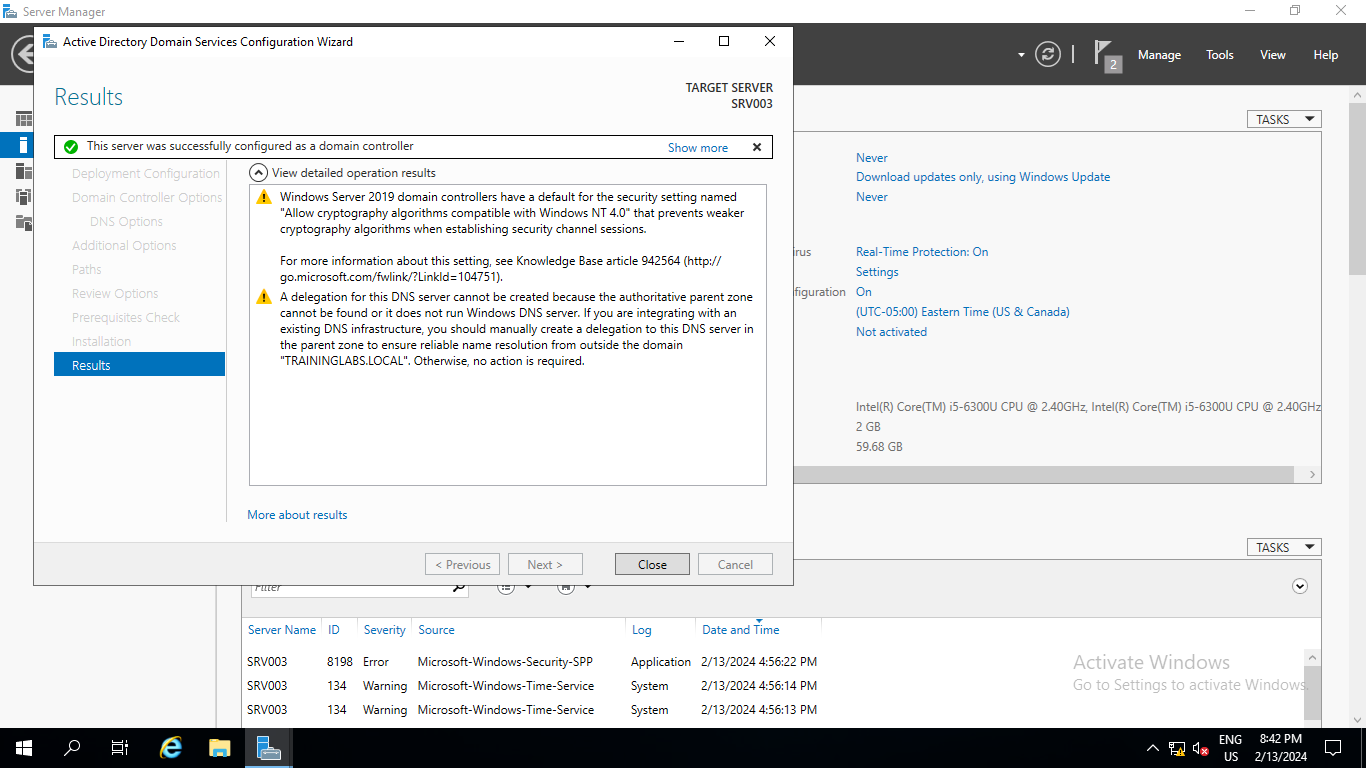 Server Manager
Active Directory Domain Services Configuration Wizard
2
Manage
Tools
View
Help
Results
TARGET SERVER
SRV003
TASKS
This server was successfully configured as a domain controller
Show more
Deployment Configuration
Domain Controller Options
DNS Options
Additional Options
Paths
Review Options
Prerequisites Check
Installation
Results
View detailed operation results
Windows Server 2019 domain controllers have a default for the security setting named
"Allow cryptography algorithms compatible with Windows NT 4.0" that prevents weaker
cryptography algorithms when establishing security channel sessions.
For more information about this setting, see Knowledge Base article 942564 (http://
go.microsoft.com/fwlink/?LinkId=104751).
A delegation for this DNS server cannot be created because the authoritative parent zone
cannot be found or it does not run Windows DNS server. If you are integrating with an
existing DNS infrastructure, you should manually create a delegation to this DNS server in
the parent zone to ensure reliable name resolution from outside the domain
"TRAININGLABS.LOCAL". Otherwise, no action is required.
More about results
< Previous
Next >
Close
Cancel
Never
Download updates only, using Windows Update
Never
irus
Real-Time Protection: On
Settings
figuration
On
(UTC-05:00) Eastern Time (US & Canada)
Not activated
Intel(R) Core(TM) i5-6300U CPU @ 2.40GHz, Intel(R) Core(TM) i5-6300U CPU @ 2.40GHz
2 GB
59.68 GB
TASKS
Filter
Server Name ID Severity Source Log Date and Time
SRV003 8198 Error Microsoft-Windows-Security-SPP Application 2/13/2024 4:56:22 PM
SRV003 134 Warning Microsoft-Windows-Time-Service System 2/13/2024 4:56:14 PM
SRV003 134 Warning Microsoft-Windows-Time-Service System 2/13/2024 4:56:13 PM
Activate Windows
Go to Settings to activate Windows.
ENG
US
8:42 PM
2/13/2024